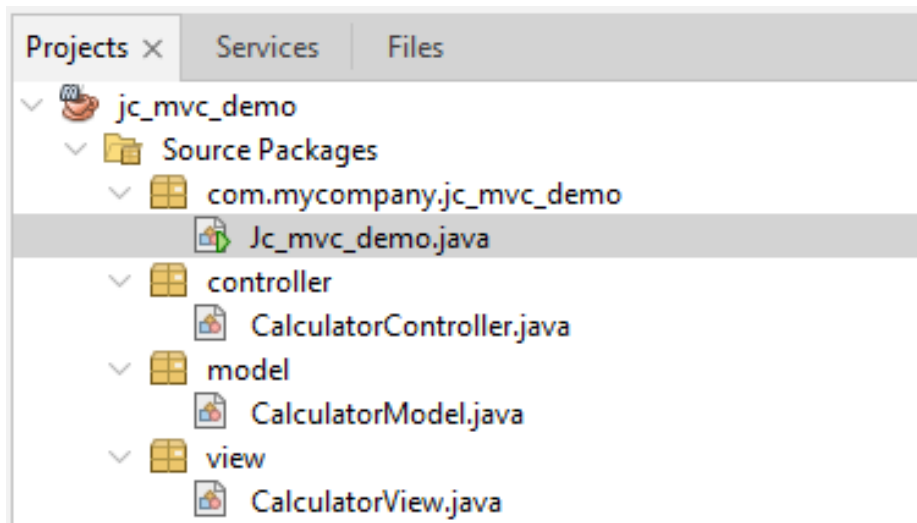 Projects Services Files
jc_mvc_demo
Source Packages
com.mycompany.jc_mvc_demo
Jc_mvc_demo.java
controller
CalculatorController.java
model
CalculatorModel.java
view
CalculatorView.java